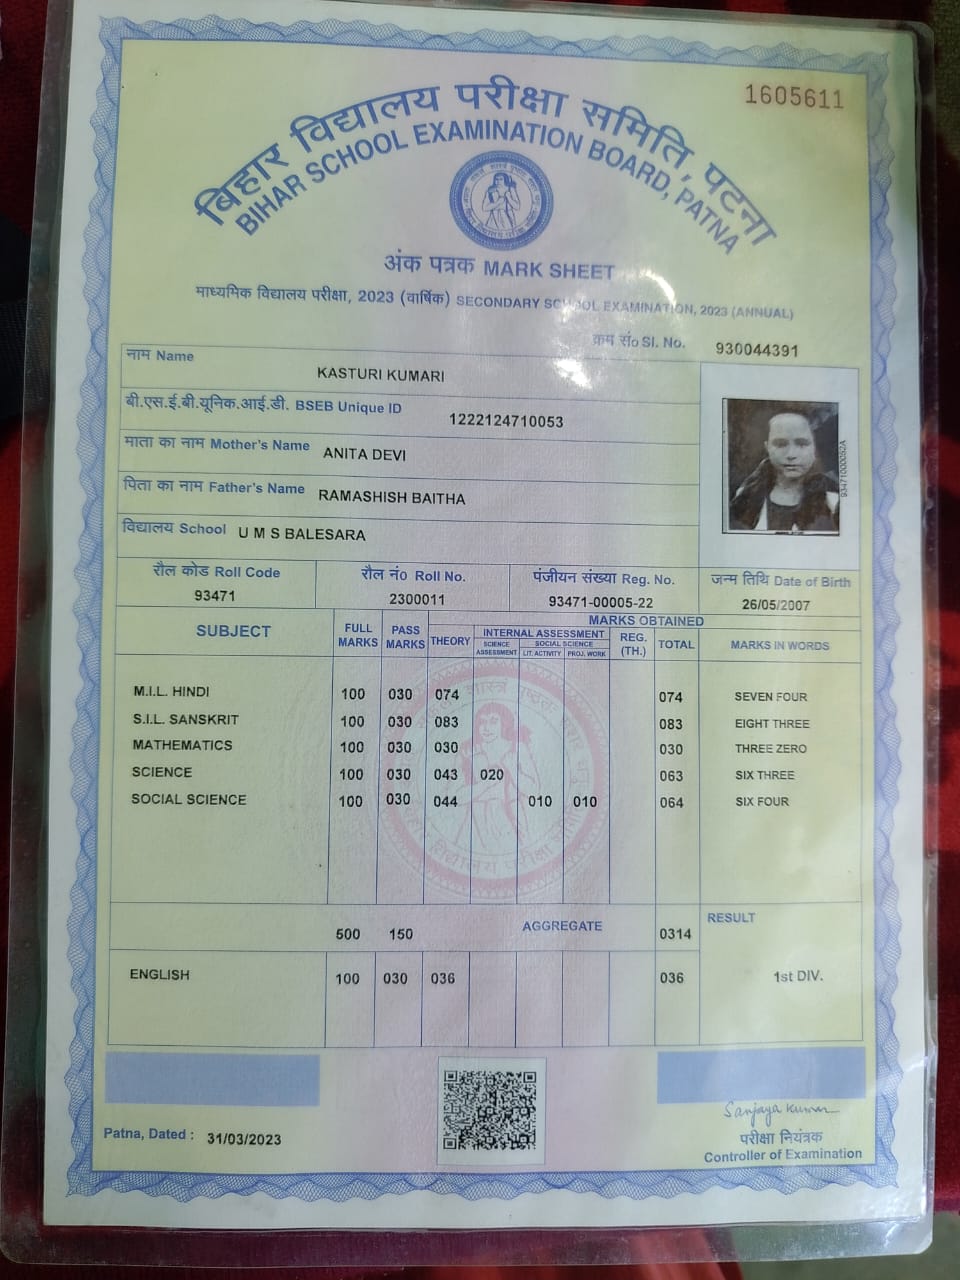 1605611
बिहार विद्यालय परीक्षा समिति, पटना
BIHAR SCHOOL EXAMINATION BOARD, PATNA
अंक पत्रक MARK SHEET
माध्यमिक विद्यालय परीक्षा, 2023 (वार्षिक) SECONDARY SCHOOL EXAMINATION, 2023 (ANNUAL)
क्रम सं० Sl. No. 930044391
नाम Name KASTURI KUMARI
बी.एस.ई.बी.यूनिक.आई.डी. BSEB Unique ID 1222124710053
माता का नाम Mother's Name ANITA DEVI
पिता का नाम Father's Name RAMASHISH BAITHA
विद्यालय School U M S BALESARA
रौल कोड Roll Code रौल नं० Roll No. पंजीयन संख्या Reg. No. जन्म तिथि Date of Birth
93471 2300011 93471-00005-22 26/05/2007
MARKS OBTAINED
SUBJECT FULL MARKS PASS MARKS THEORY INTERNAL ASSESSMENT REG. (TH.) TOTAL MARKS IN WORDS
SCIENCE ASSESSMENT SOCIAL SCIENCE
LIT. ACTIVITY PROJ. WORK
M.I.L. HINDI 100 030 074 074 SEVEN FOUR
S.I.L. SANSKRIT 100 030 083 083 EIGHT THREE
MATHEMATICS 100 030 030 030 THREE ZERO
SCIENCE 100 030 043 020 063 SIX THREE
SOCIAL SCIENCE 100 030 044 010 010 064 SIX FOUR
500 150 AGGREGATE 0314 RESULT
ENGLISH 100 030 036 036 1st DIV.
Patna, Dated : 31/03/2023
Sanjaya Kumar
परीक्षा नियंत्रक
Controller of Examination